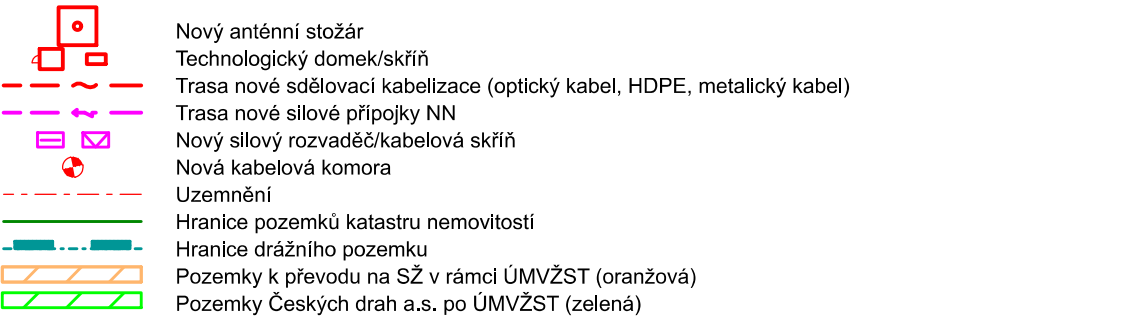 Nový anténní stožár
Technologický domek/skříň
Trasa nové sdělovací kabelizace (optický kabel, HDPE, metalický kabel)
Trasa nové silové přípojky NN
Nový silový rozvaděč/kabelová skříň
Nová kabelová komora
Uzemnění
Hranice pozemků katastru nemovitostí
Hranice drážního pozemku
Pozemky k převodu na SŽ v rámci ÚMVŽST (oranžová)
Pozemky Českých drah a.s. po ÚMVŽST (zelená)